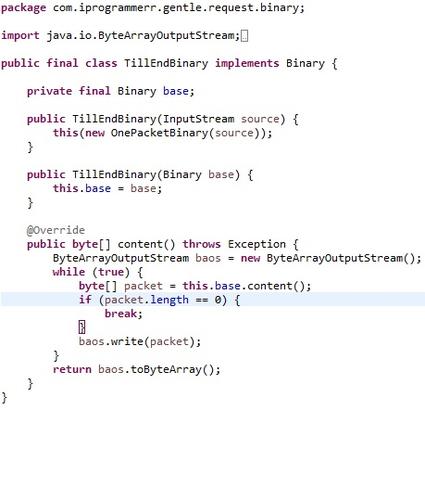 package com.iprogrammerr.gentle.request.binary;
import java.io.ByteArrayOutputStream;
public final class TillEndBinary implements Binary {
private final Binary base;
public TillEndBinary(InputStream source) {
this(new OnePacketBinary(source));
}
public TillEndBinary(Binary base) {
this.base = base;
}
@Override
public byte[] content() throws Exception {
ByteArrayOutputStream baos = new ByteArrayOutputStream();
while (true) {
byte[] packet = this.base.content();
if (packet.length == 0) {
break;
}
baos.write(packet);
}
return baos.toByteArray();
}
}